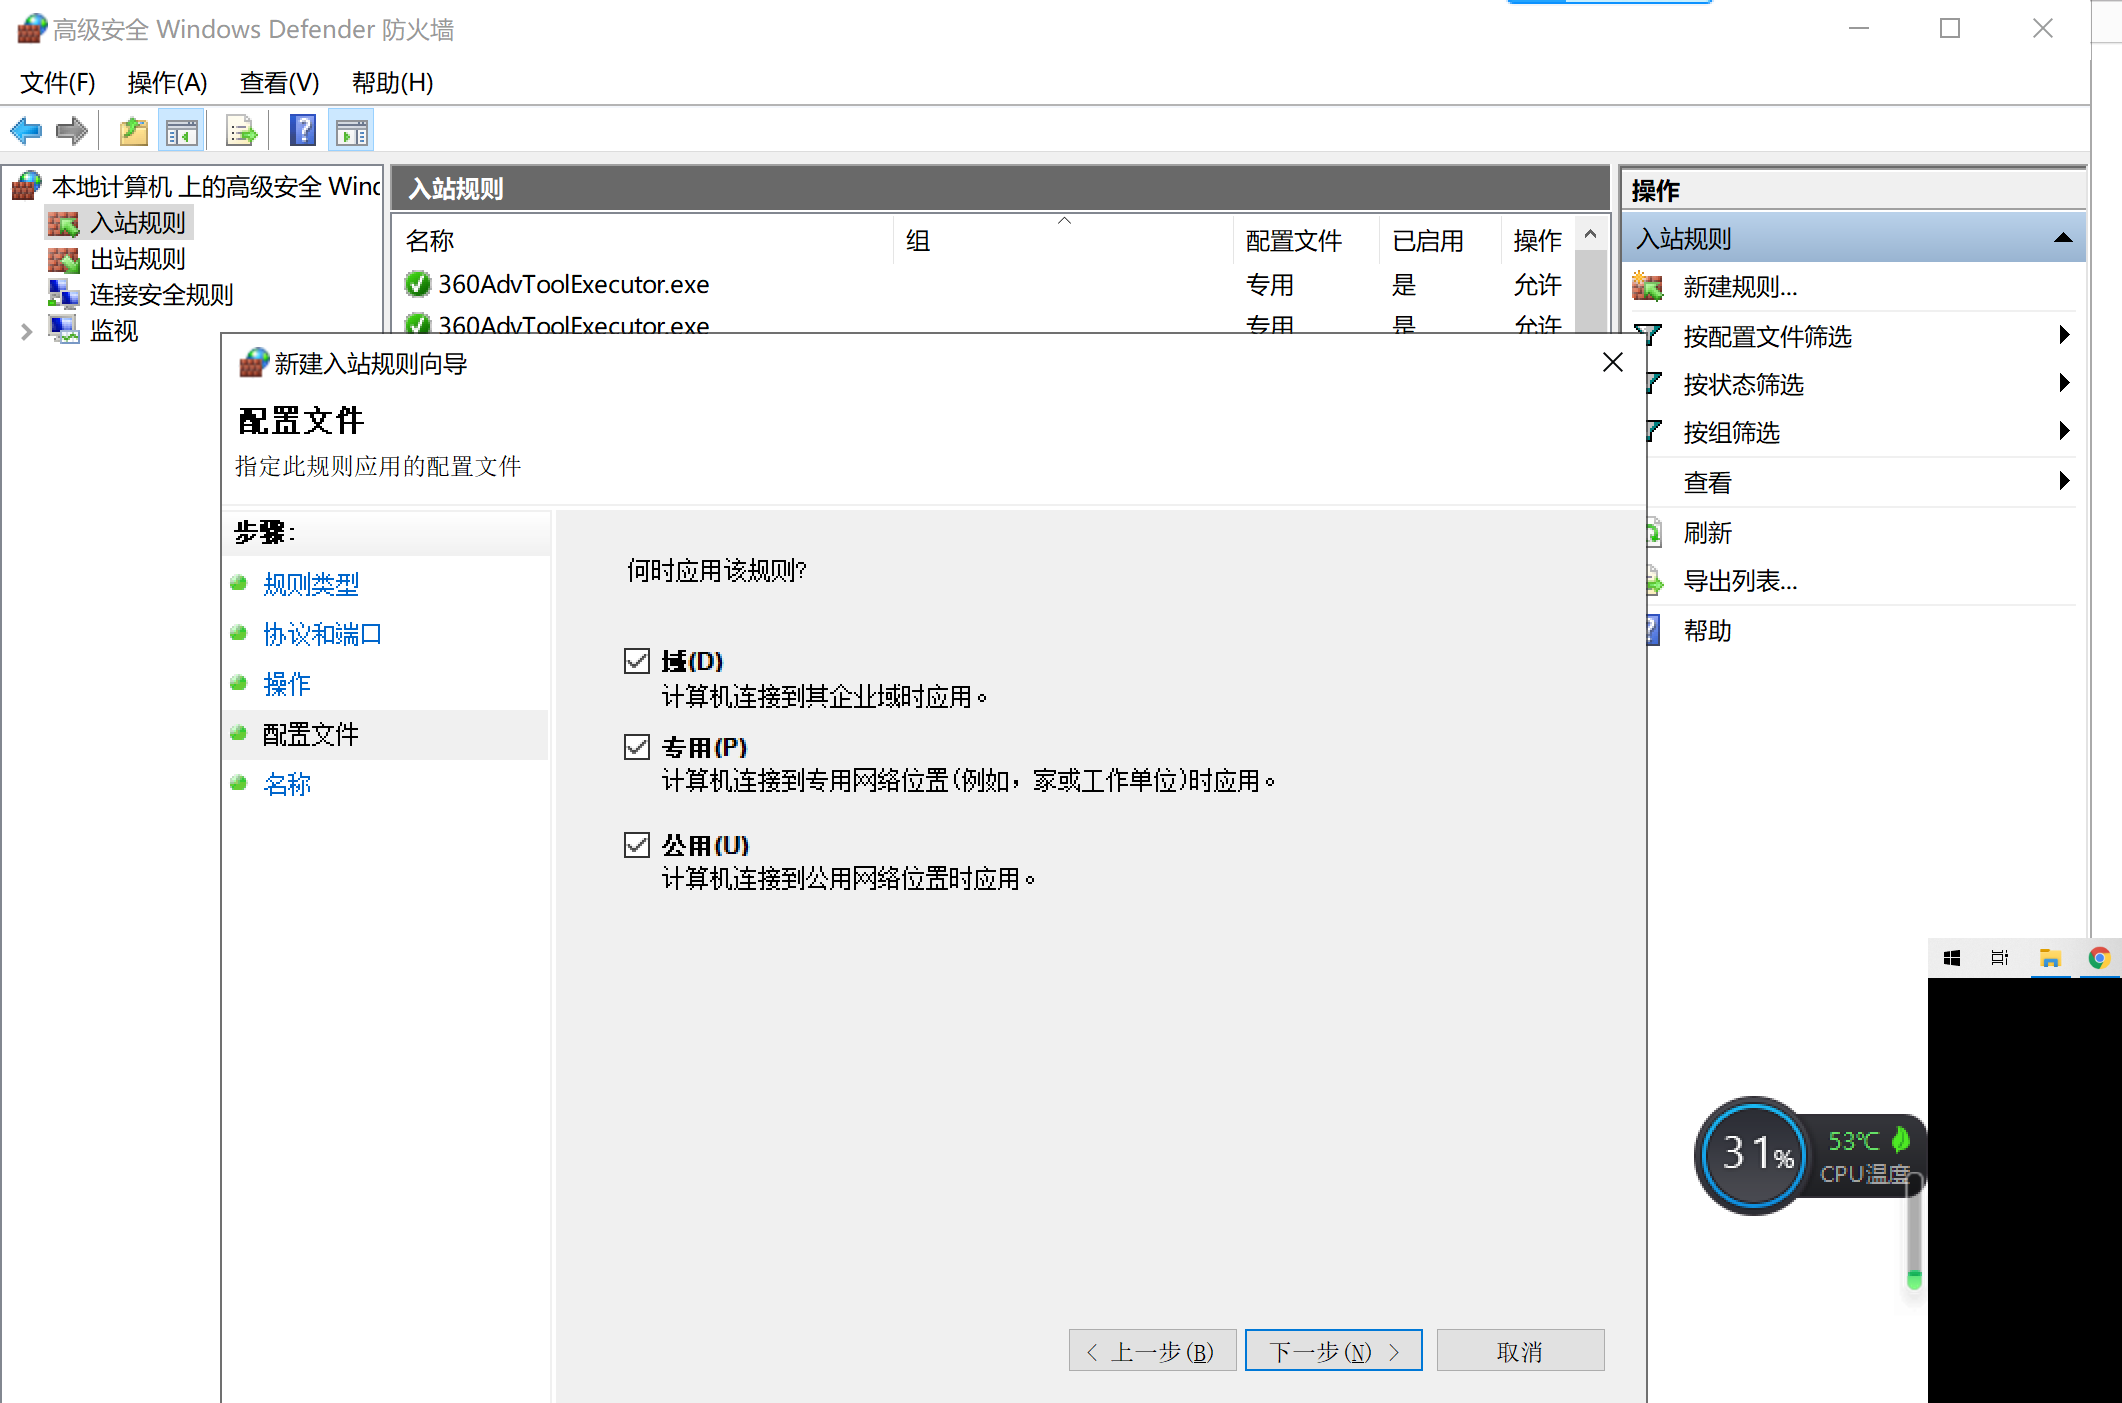 高级安全 Windows Defender 防火墙
文件(F) 操作(A) 查看(V) 帮助(H)
本地计算机 上的高级安全 Wind
入站规则
出站规则
连接安全规则
监视
入站规则
名称 组 配置文件 已启用 操作
360AdvToolExecutor.exe 专用 是 允许
360AdvToolExecutor.exe 专用 是 允许
操作
入站规则
新建规则...
按配置文件筛选
按状态筛选
按组筛选
查看
刷新
导出列表...
帮助
新建入站规则向导
配置文件
指定此规则应用的配置文件
步骤:
规则类型
协议和端口
操作
配置文件
名称
何时应用该规则?
域(D)
计算机连接到其企业域时应用。
专用(P)
计算机连接到专用网络位置(例如，家或工作单位)时应用。
公用(U)
计算机连接到公用网络位置时应用。
< 上一步(B)
下一步(N) >
取消
31%
53℃
CPU温度